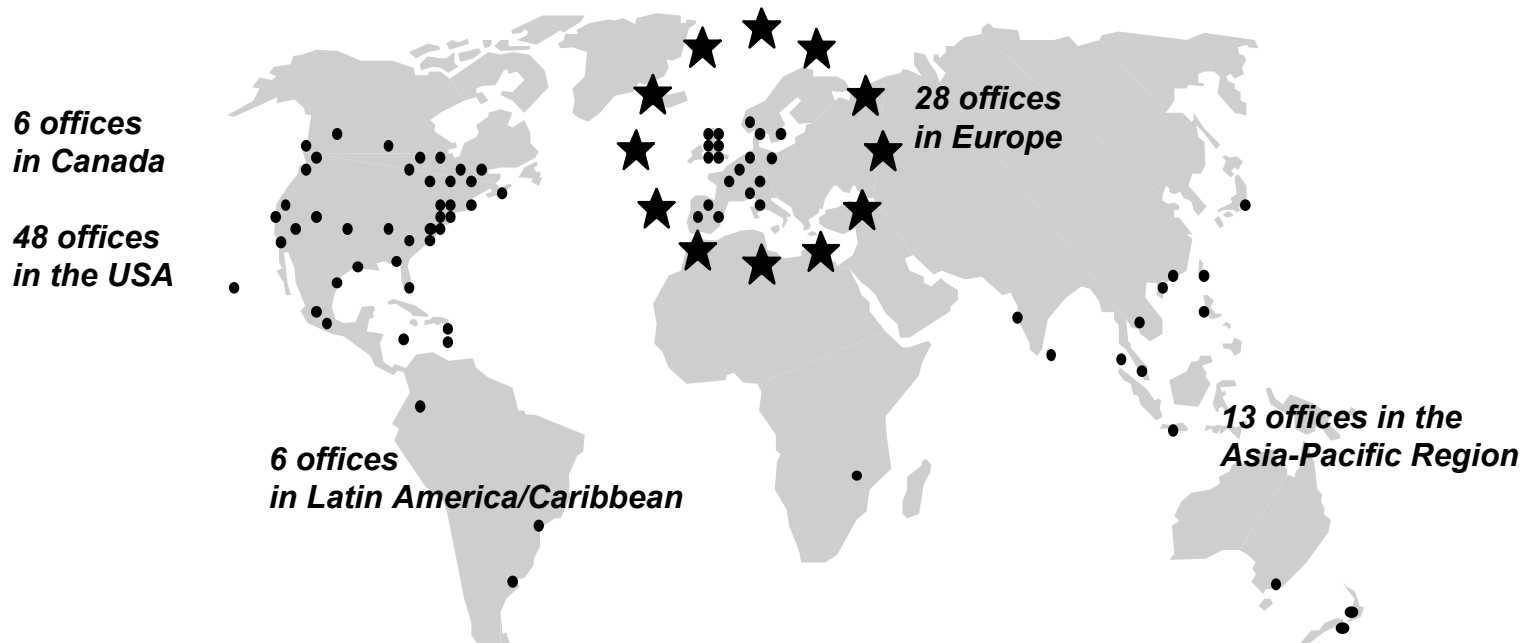 6 offices
in Canada
48 offices
in the USA
28 offices
in Europe
6 offices
in Latin America/Caribbean
13 offices in the
Asia-Pacific Region